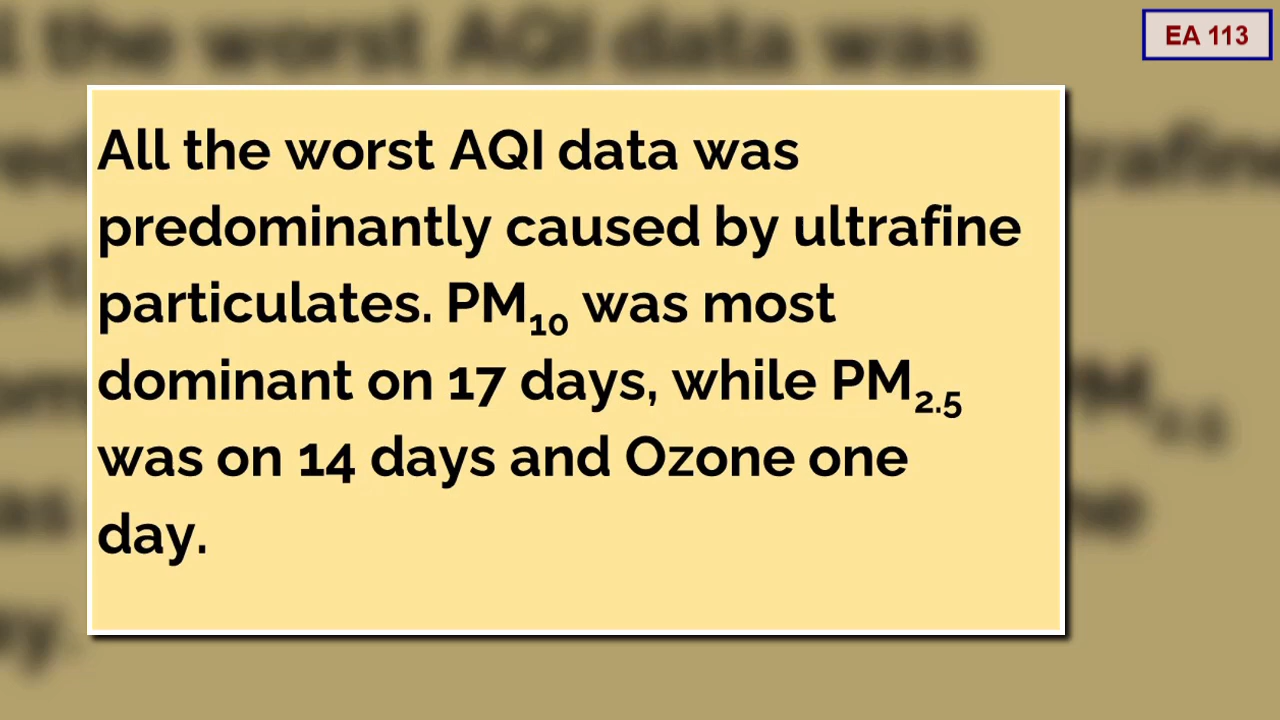 EA 113
All the worst AQI data was
predominantly caused by ultrafine
particulates. PM₁₀ was most
dominant on 17 days, while PM₂.₅
was on 14 days and Ozone one
day.